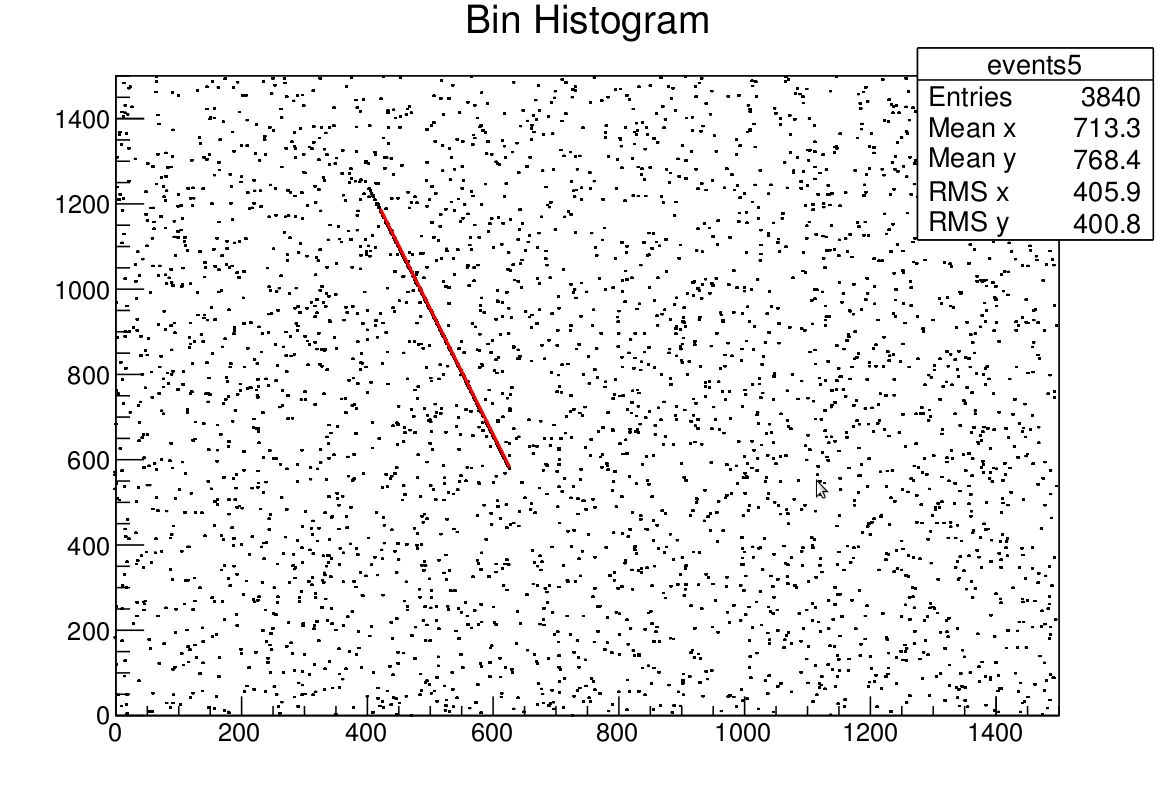 Bin Histogram
events5
Entries 3840
Mean x 713.3
Mean y 768.4
RMS x 405.9
RMS y 400.8
1400
1200
1000
800
600
400
200
0
0 200 400 600 800 1000 1200 1400